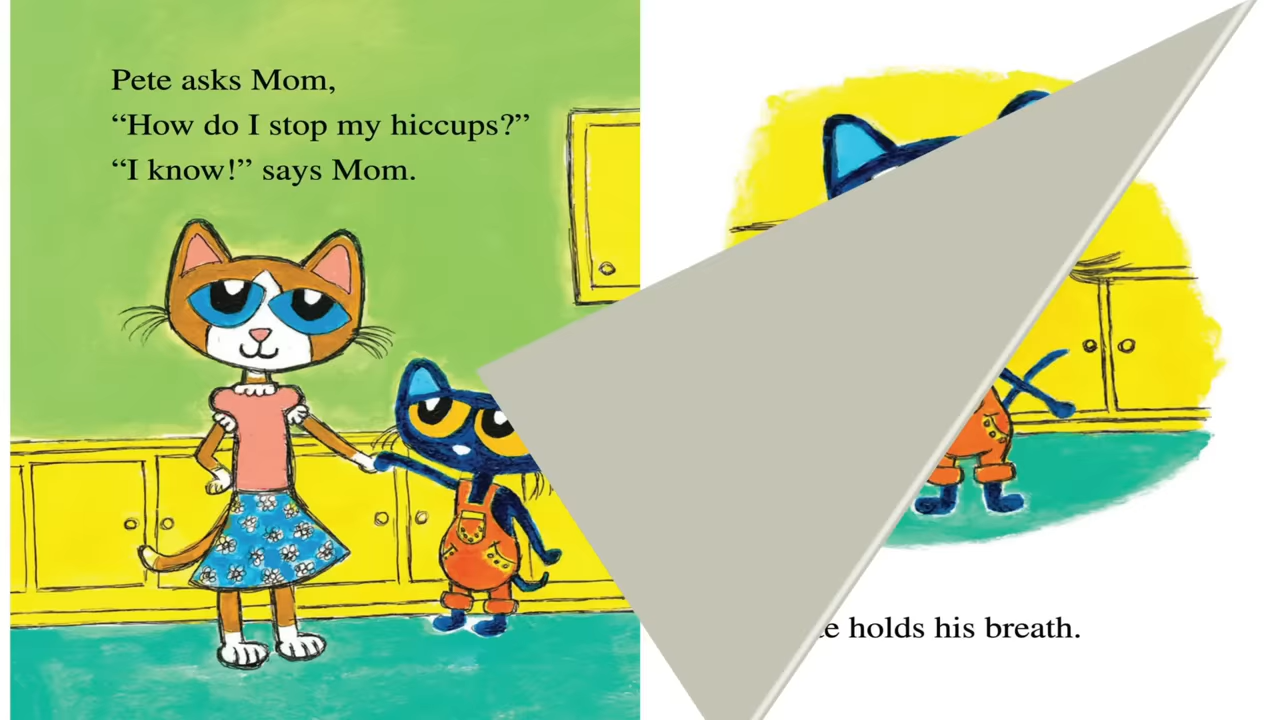 Pete asks Mom,
“How do I stop my hiccups?”
“I know!” says Mom.
holds his breath.